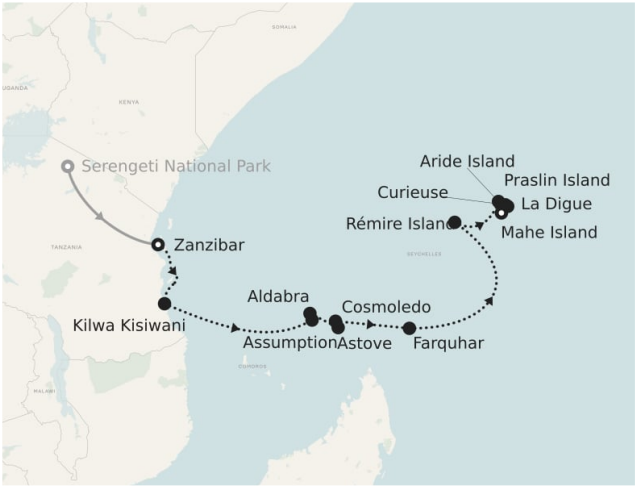 SOMALIA
UGANDA
KENYA
Serengeti National Park
Aride Island
Praslin Island
Curieuse
La Digue
Rémire Island
Mahe Island
TANZANIA
Zanzibar
SEYCHELLES
Aldabra
Cosmoledo
Kilwa Kisiwani
Assumption
Astove
Farquhar
COMOROS
MALAWI